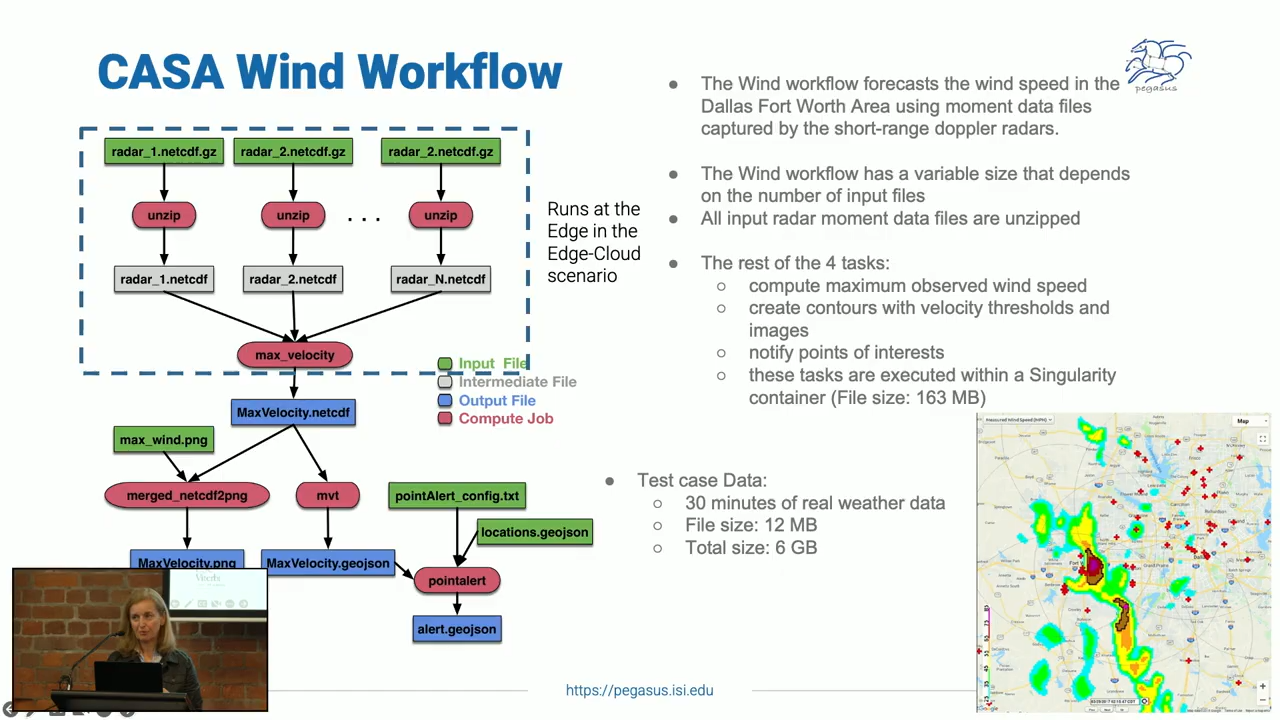 CASA Wind Workflow
pegasus
radar_1.netcdf.gz
radar_2.netcdf.gz
radar_2.netcdf.gz
unzip
unzip
. . .
unzip
radar_1.netcdf
radar_2.netcdf
radar_N.netcdf
max_velocity
Runs at the
Edge in the
Edge-Cloud
scenario
Input File
Intermediate File
Output File
Compute Job
MaxVelocity.netcdf
max_wind.png
merged_netcdf2png
mvt
pointAlert_config.txt
locations.geojson
MaxVelocity.png
MaxVelocity.geojson
pointalert
alert.geojson
● The Wind workflow forecasts the wind speed in the
Dallas Fort Worth Area using moment data files
captured by the short-range doppler radars.
● The Wind workflow has a variable size that depends
on the number of input files
● All input radar moment data files are unzipped
● The rest of the 4 tasks:
○ compute maximum observed wind speed
○ create contours with velocity thresholds and
images
○ notify points of interests
○ these tasks are executed within a Singularity
container (File size: 163 MB)
● Test case Data:
○ 30 minutes of real weather data
○ File size: 12 MB
○ Total size: 6 GB
Measured Wind Speed (MPH)
Map
https://pegasus.isi.edu